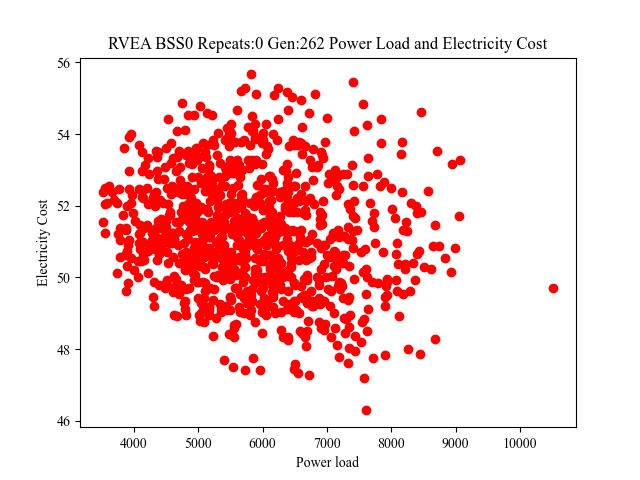 RVEA BSS0 Repeats:0 Gen:262 Power Load and Electricity Cost
56
54
52
50
48
46
Electricity Cost
4000 5000 6000 7000 8000 9000 10000
Power load